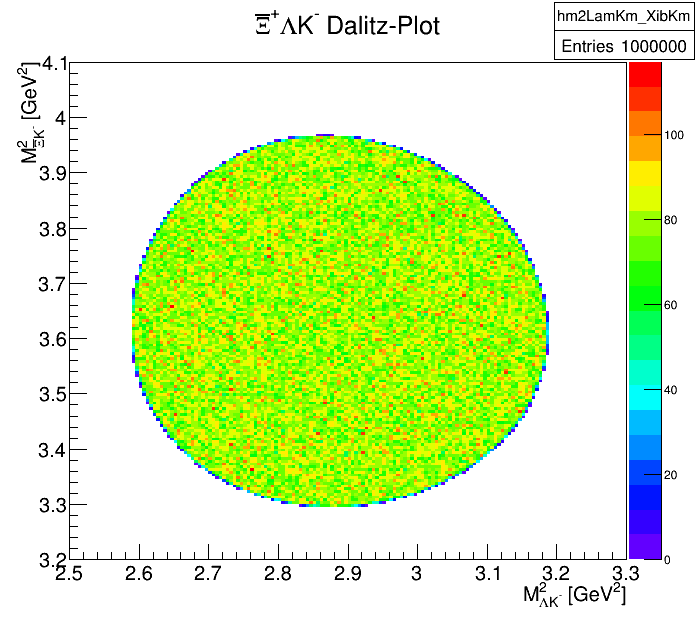 Ξ̅⁺ΛK⁻ Dalitz-Plot
hm2LamKm_XibKm
Entries 1000000
M²_ΞK⁻ [GeV²]
4.1
4
3.9
3.8
3.7
3.6
3.5
3.4
3.3
3.2
2.5 2.6 2.7 2.8 2.9 3 3.1 3.2 3.3
M²_ΛK⁻ [GeV²]
100
80
60
40
20
0